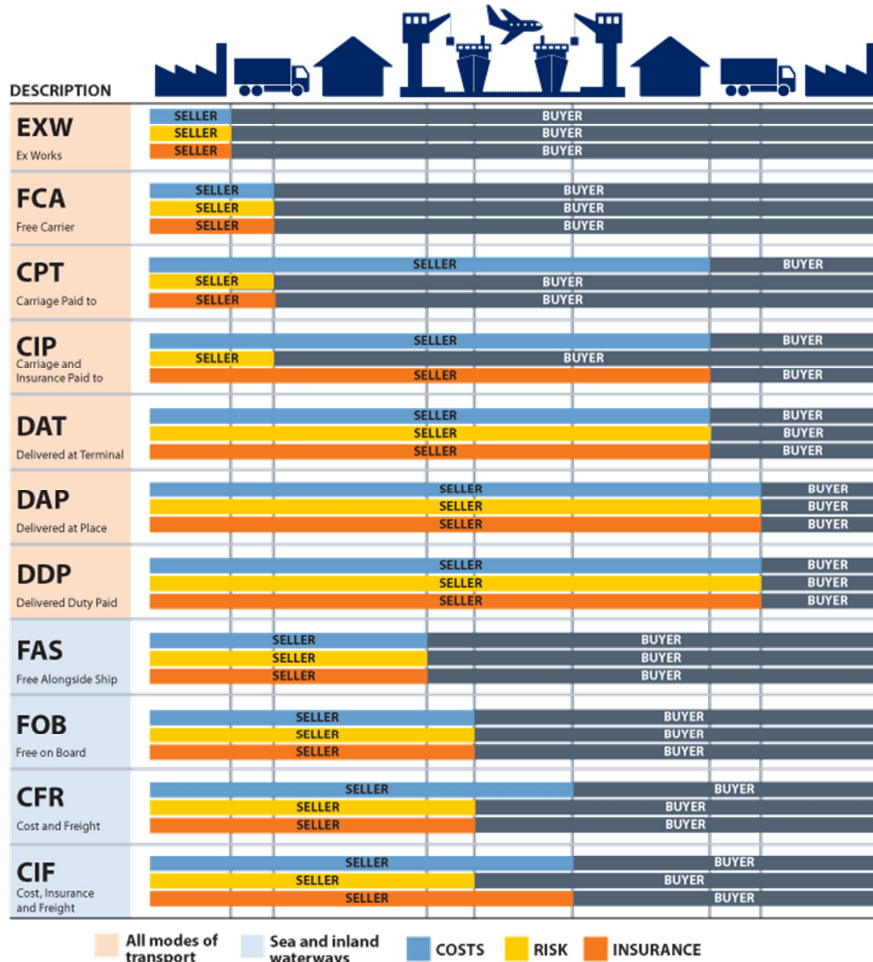 DESCRIPTION
EXW
Ex Works
SELLER BUYER
SELLER BUYER
SELLER BUYER
FCA
Free Carrier
SELLER BUYER
SELLER BUYER
SELLER BUYER
CPT
Carriage Paid to
SELLER BUYER
SELLER BUYER
SELLER BUYER
CIP
Carriage and
Insurance Paid to
SELLER BUYER
SELLER BUYER
SELLER BUYER
DAT
Delivered at Terminal
SELLER BUYER
SELLER BUYER
SELLER BUYER
DAP
Delivered at Place
SELLER BUYER
SELLER BUYER
SELLER BUYER
DDP
Delivered Duty Paid
SELLER BUYER
SELLER BUYER
SELLER BUYER
FAS
Free Alongside Ship
SELLER BUYER
SELLER BUYER
SELLER BUYER
FOB
Free on Board
SELLER BUYER
SELLER BUYER
SELLER BUYER
CFR
Cost and Freight
SELLER BUYER
SELLER BUYER
SELLER BUYER
CIF
Cost, Insurance
and Freight
SELLER BUYER
SELLER BUYER
SELLER BUYER
All modes of
transport
Sea and inland
waterways
COSTS
RISK
INSURANCE